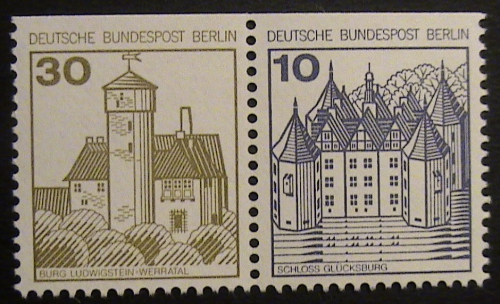 DEUTSCHE BUNDESPOST BERLIN
30
BURG LUDWIGSTEIN-WERRATAL
DEUTSCHE BUNDESPOST BERLIN
10
SCHLOSS GLÜCKSBURG